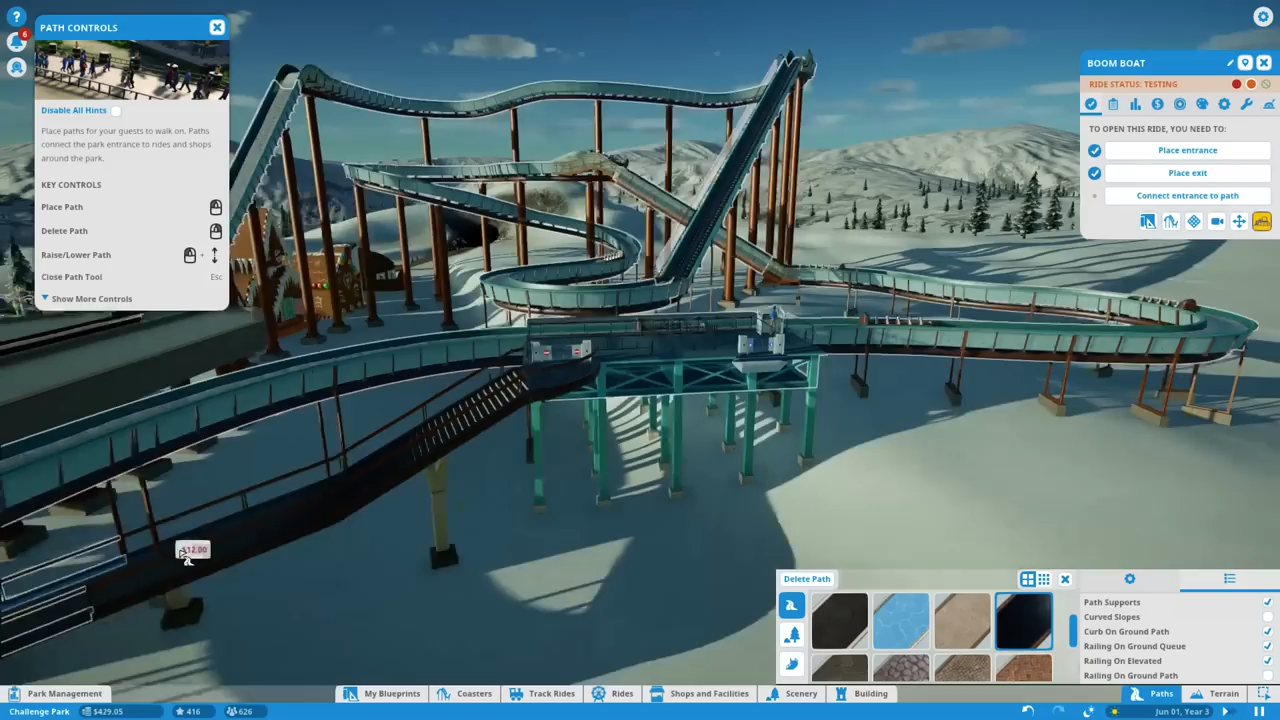 PATH CONTROLS
6
Disable All Hints
Place paths for your guests to walk on. Paths
connect the park entrance to rides and shops
around the park.
KEY CONTROLS
Place Path
Delete Path
Raise/Lower Path
Close Path Tool Esc
Show More Controls
BOOM BOAT
RIDE STATUS: TESTING
TO OPEN THIS RIDE, YOU NEED TO:
Place entrance
Place exit
Connect entrance to path
Delete Path
Path Supports
Curved Slopes
Curb On Ground Path
Railing On Ground Queue
Railing On Elevated
Railing On Ground Path
Park Management My Blueprints Coasters Track Rides Rides Shops and Facilities Scenery Building Paths Terrain
Challenge Park $429.05 416 626 Jun 01, Year 3